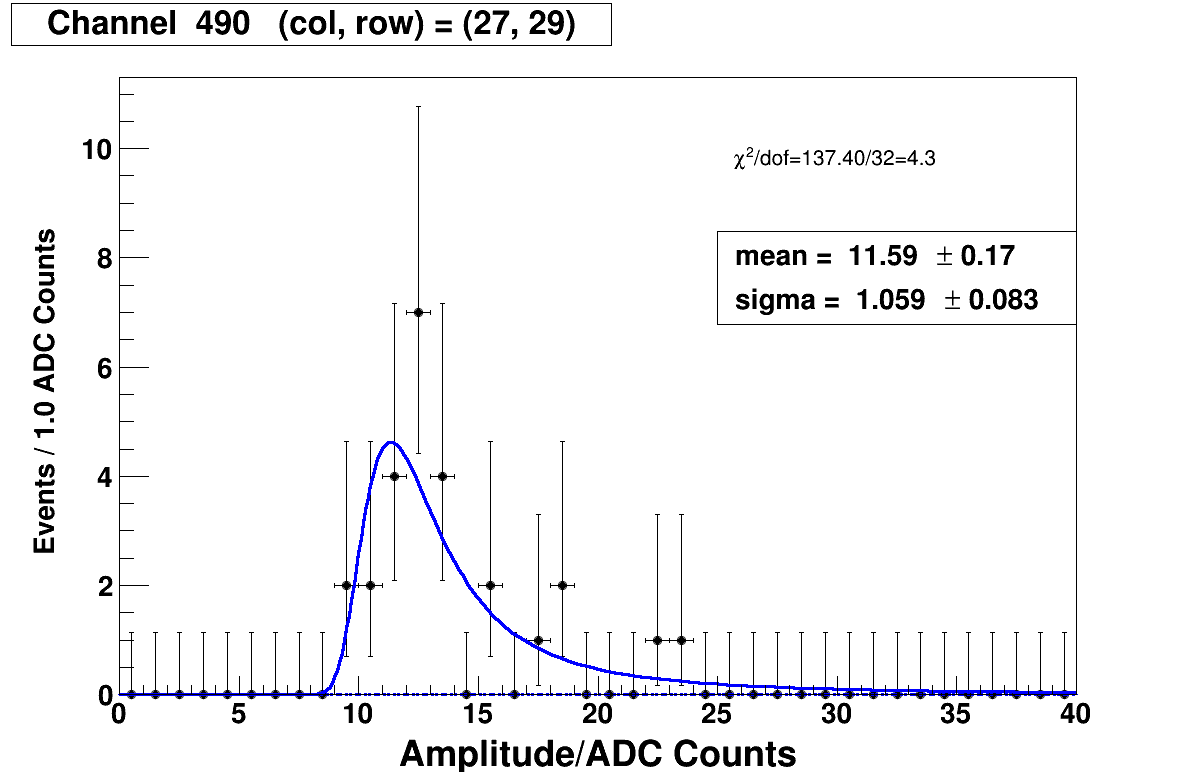 Channel 490 (col, row) = (27, 29)
χ²/dof=137.40/32=4.3
mean = 11.59 ± 0.17
sigma = 1.059 ± 0.083
Events / 1.0 ADC Counts
10
8
6
4
2
0
0 5 10 15 20 25 30 35 40
Amplitude/ADC Counts